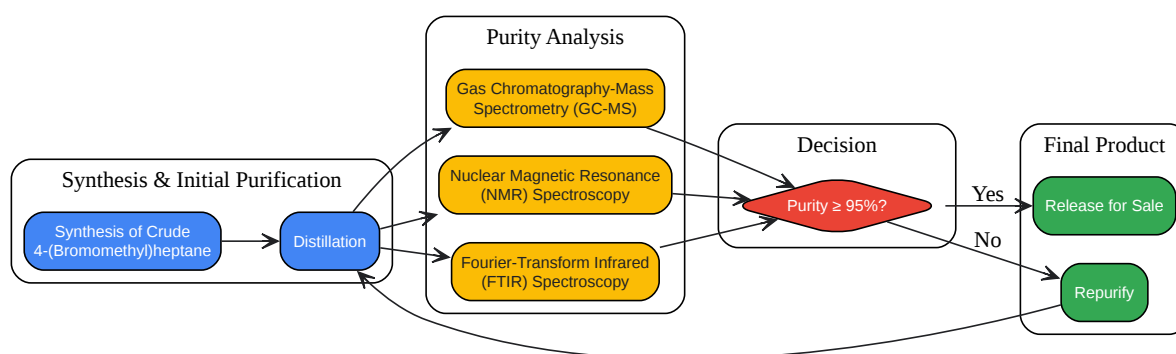 Synthesis & Initial Purification
Synthesis of Crude
4-(Bromomethyl)heptane
Distillation
Purity Analysis
Gas Chromatography-Mass
Spectrometry (GC-MS)
Nuclear Magnetic Resonance
(NMR) Spectroscopy
Fourier-Transform Infrared
(FTIR) Spectroscopy
Decision
Purity ≥ 95%?
Yes
No
Final Product
Release for Sale
Repurify